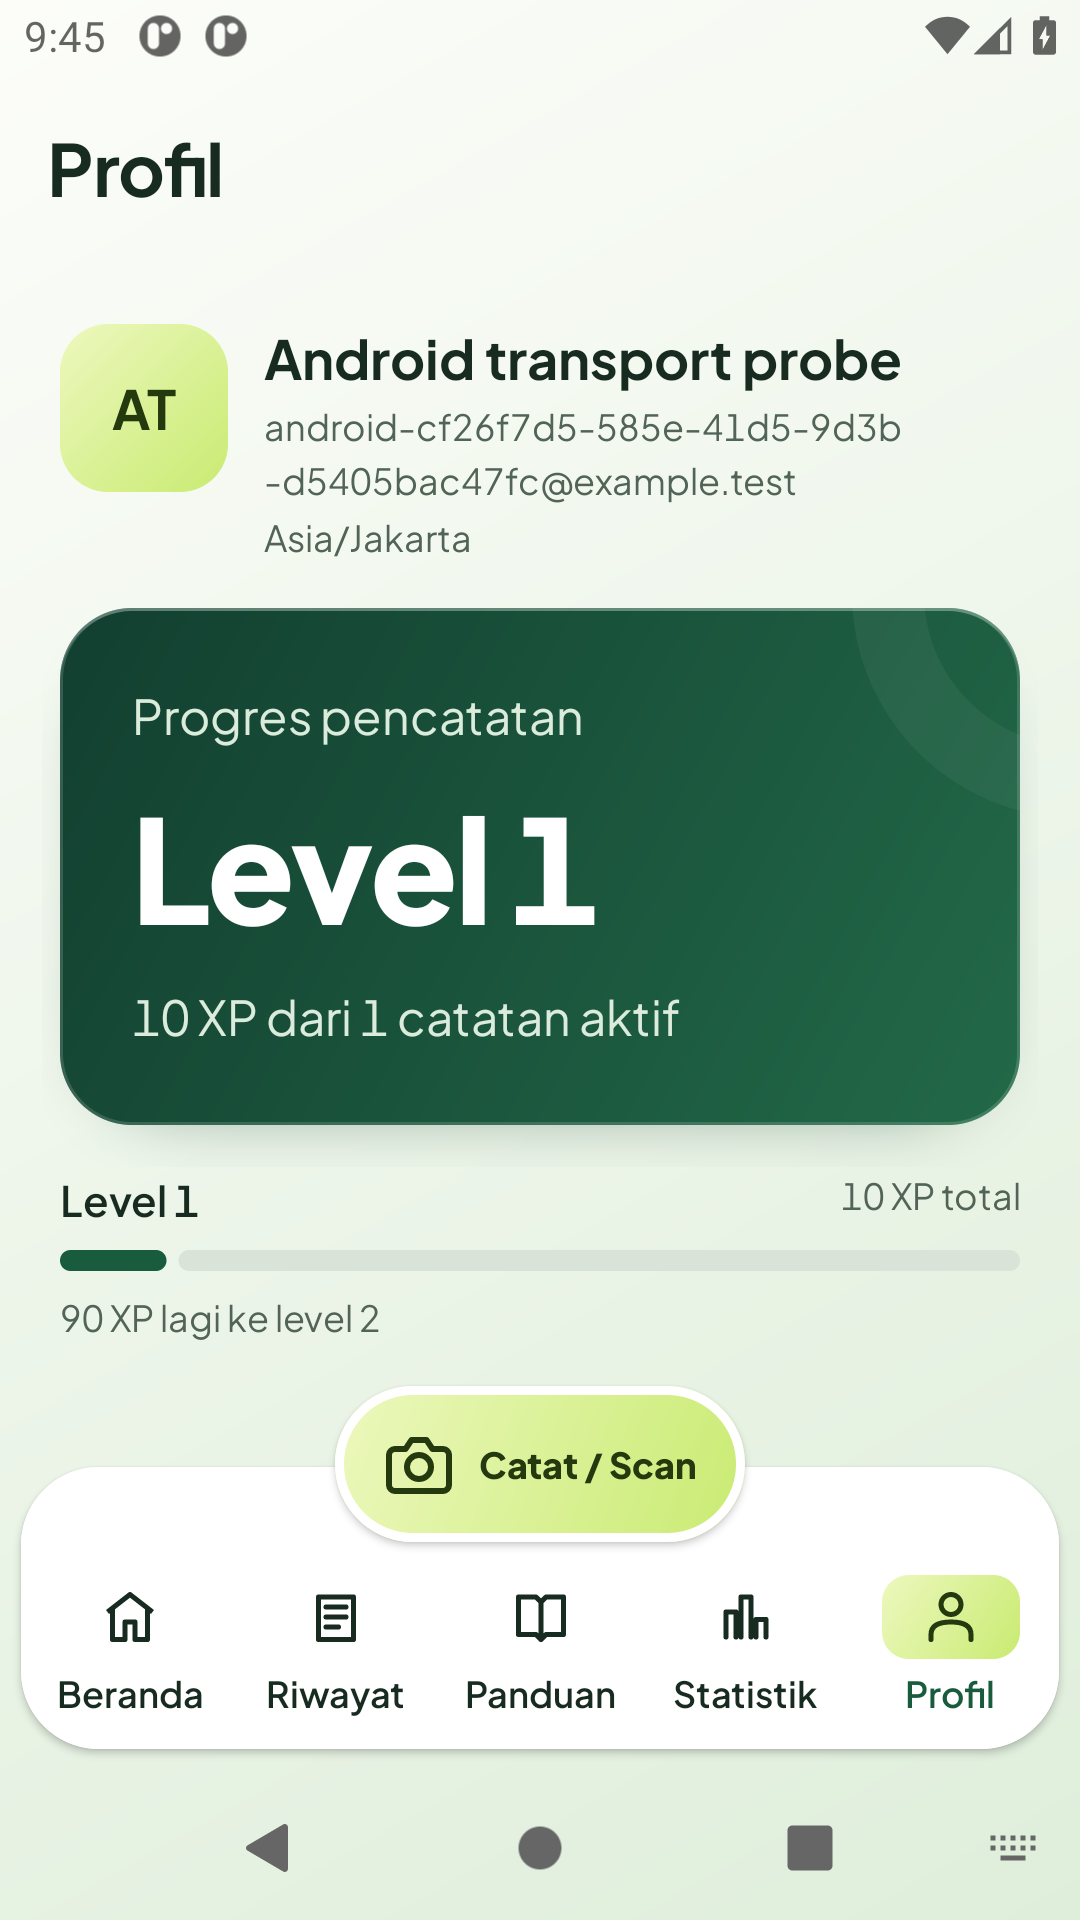 9:45
Profil
AT
Android transport probe
android-cf26f7d5-585e-41d5-9d3b
-d5405bac47fc@example.test
Asia/Jakarta
Progres pencatatan
Level 1
10 XP dari 1 catatan aktif
Level 1
10 XP total
90 XP lagi ke level 2
Catat / Scan
Beranda
Riwayat
Panduan
Statistik
Profil